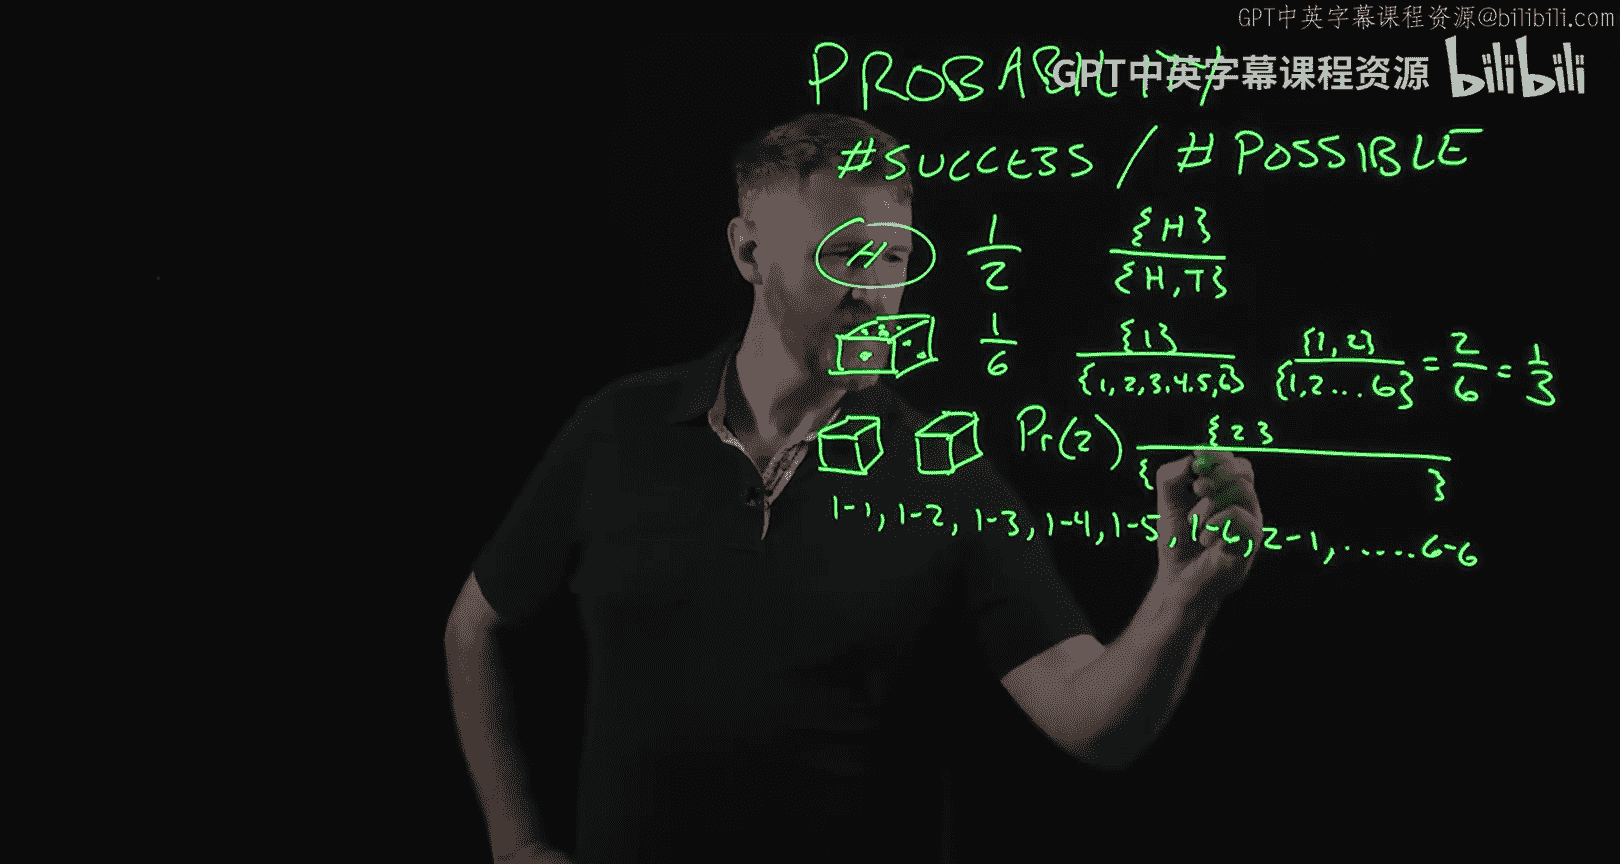 GPT中英字幕课程资源@bilibili.com
PROBABILITY
GPT中英字幕课程资源 bilibili
#SUCCESS / # POSSIBLE
H 1/2 {H}/{H,T}
1/6 {1}/{1,2,3,4,5,6} {1,2}/{1,2...6} = 2/6 = 1/3
Pr(2) {2}/{ }
1-1, 1-2, 1-3, 1-4, 1-5, 1-6, 2-1, ......6-6